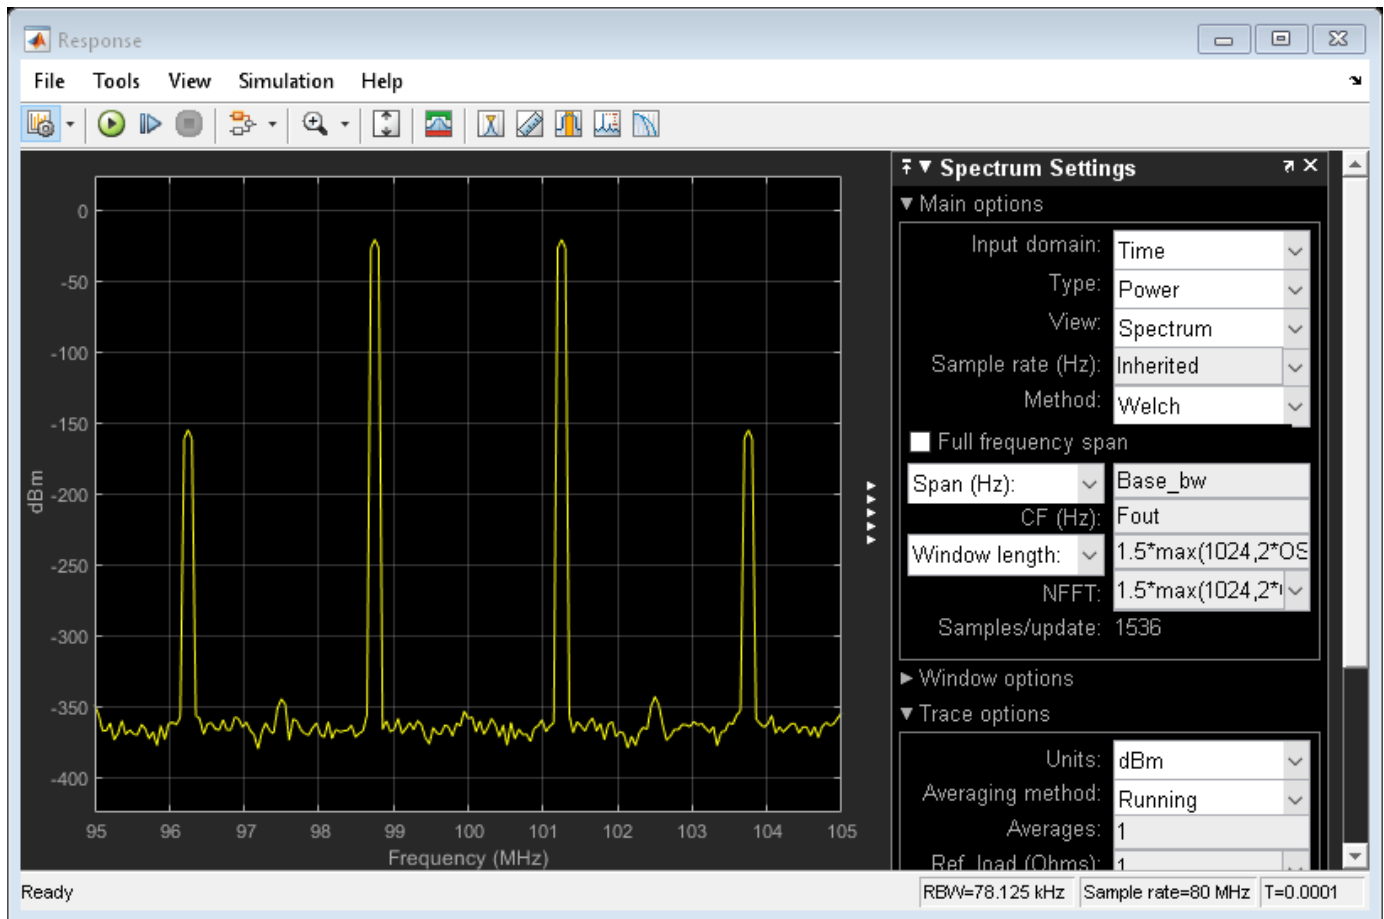 Response
File Tools View Simulation Help
Spectrum Settings
Main options
Input domain: Time
Type: Power
View: Spectrum
Sample rate (Hz): Inherited
Method: Welch
Full frequency span
Span (Hz): Base_bw
CF (Hz): Fout
Window length: 1.5*max(1024,2*OS
NFFT: 1.5*max(1024,2*
Samples/update: 1536
Window options
Trace options
Units: dBm
Averaging method: Running
Averages: 1
Ref. load (Ohms): 1
0
-50
-100
-150
-200
-250
-300
-350
-400
dBm
95 96 97 98 99 100 101 102 103 104 105
Frequency (MHz)
Ready
RBW=78.125 kHz Sample rate=80 MHz T=0.0001